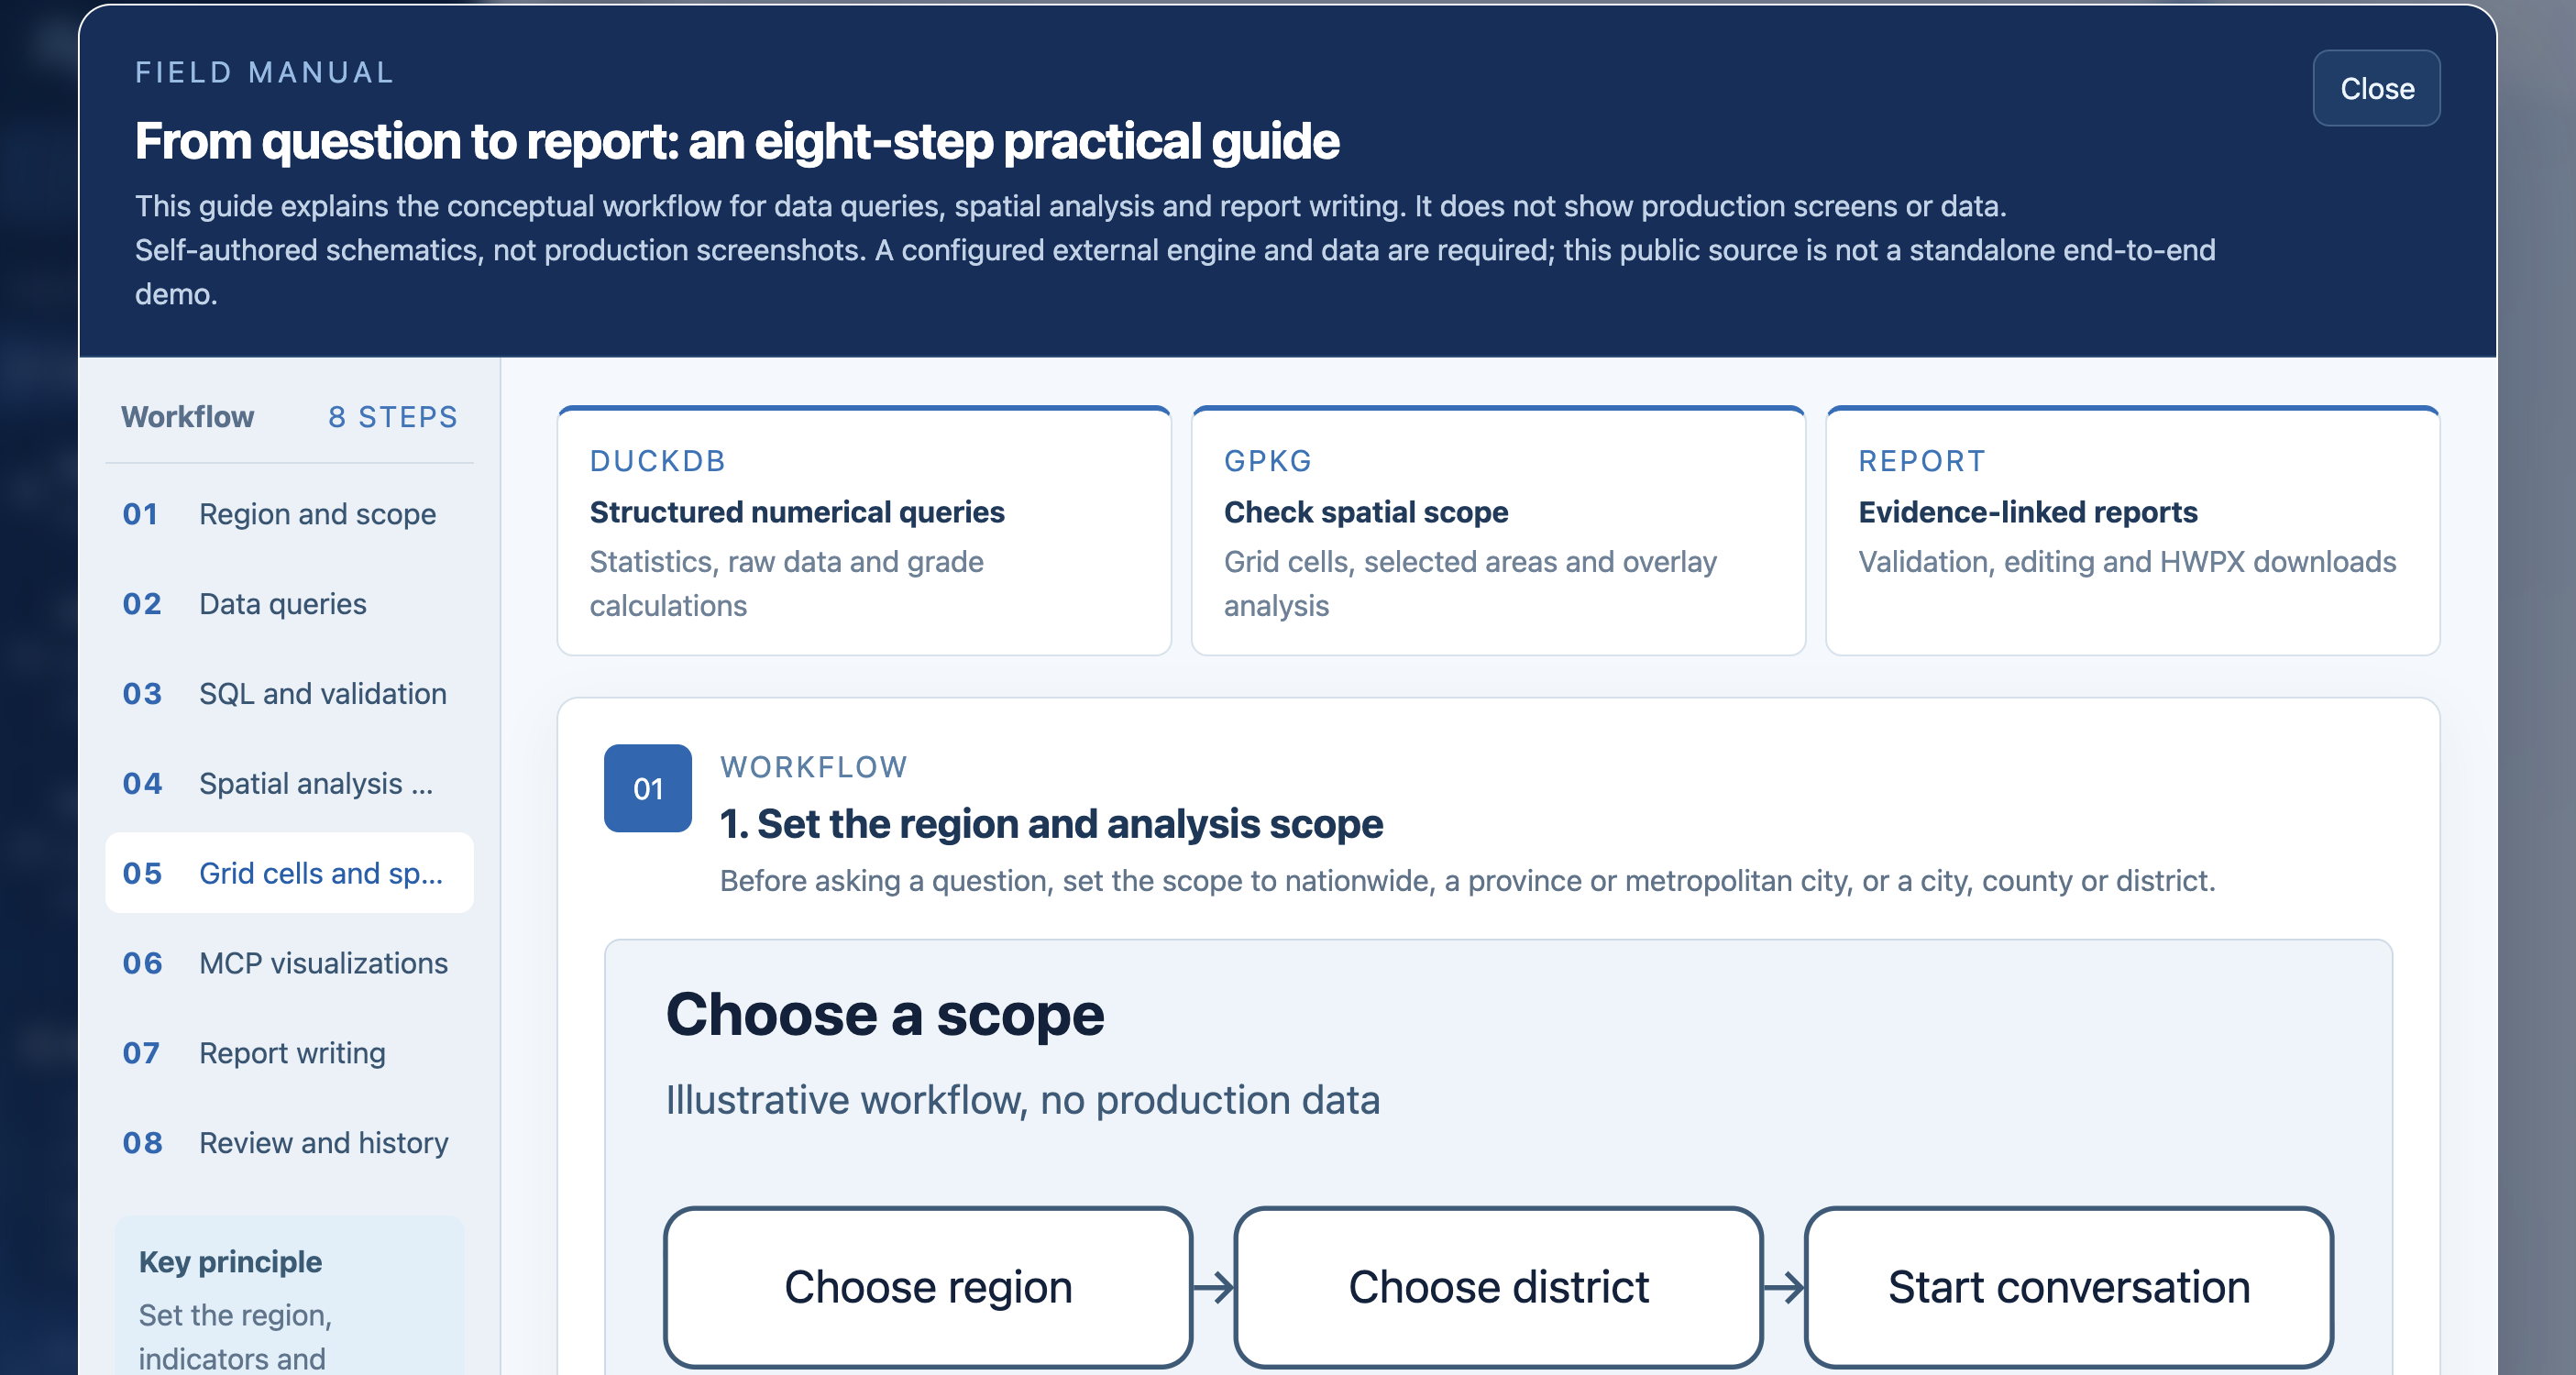 FIELD MANUAL
Close
From question to report: an eight-step practical guide
This guide explains the conceptual workflow for data queries, spatial analysis and report writing. It does not show production screens or data.
Self-authored schematics, not production screenshots. A configured external engine and data are required; this public source is not a standalone end-to-end
demo.
Workflow
8 STEPS
01 Region and scope
02 Data queries
03 SQL and validation
04 Spatial analysis ...
05 Grid cells and sp...
06 MCP visualizations
07 Report writing
08 Review and history
Key principle
Set the region,
indicators and
DUCKDB
Structured numerical queries
Statistics, raw data and grade
calculations
GPKG
Check spatial scope
Grid cells, selected areas and overlay
analysis
REPORT
Evidence-linked reports
Validation, editing and HWPX downloads
01
WORKFLOW
1. Set the region and analysis scope
Before asking a question, set the scope to nationwide, a province or metropolitan city, or a city, county or district.
Choose a scope
Illustrative workflow, no production data
Choose region
Choose district
Start conversation